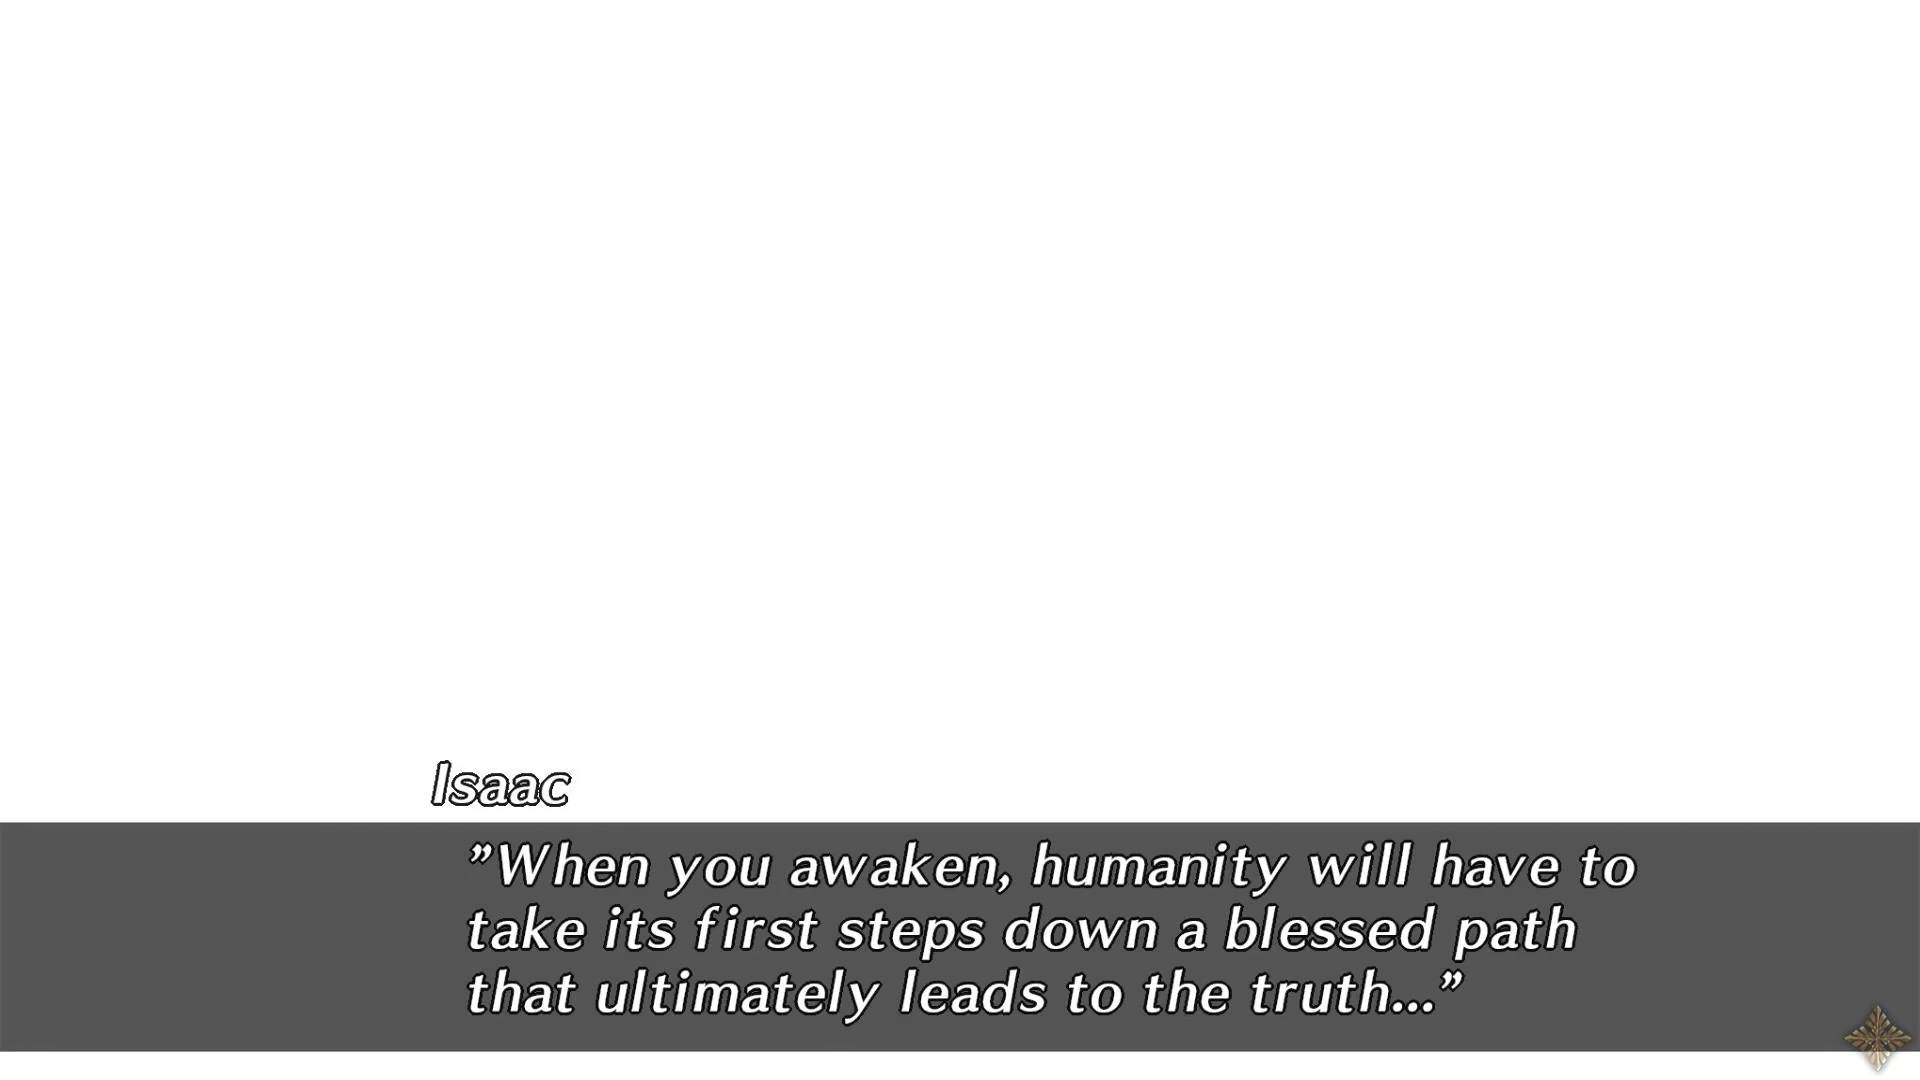 Isaac
”When you awaken, humanity will have to
take its first steps down a blessed path
that ultimately leads to the truth...”